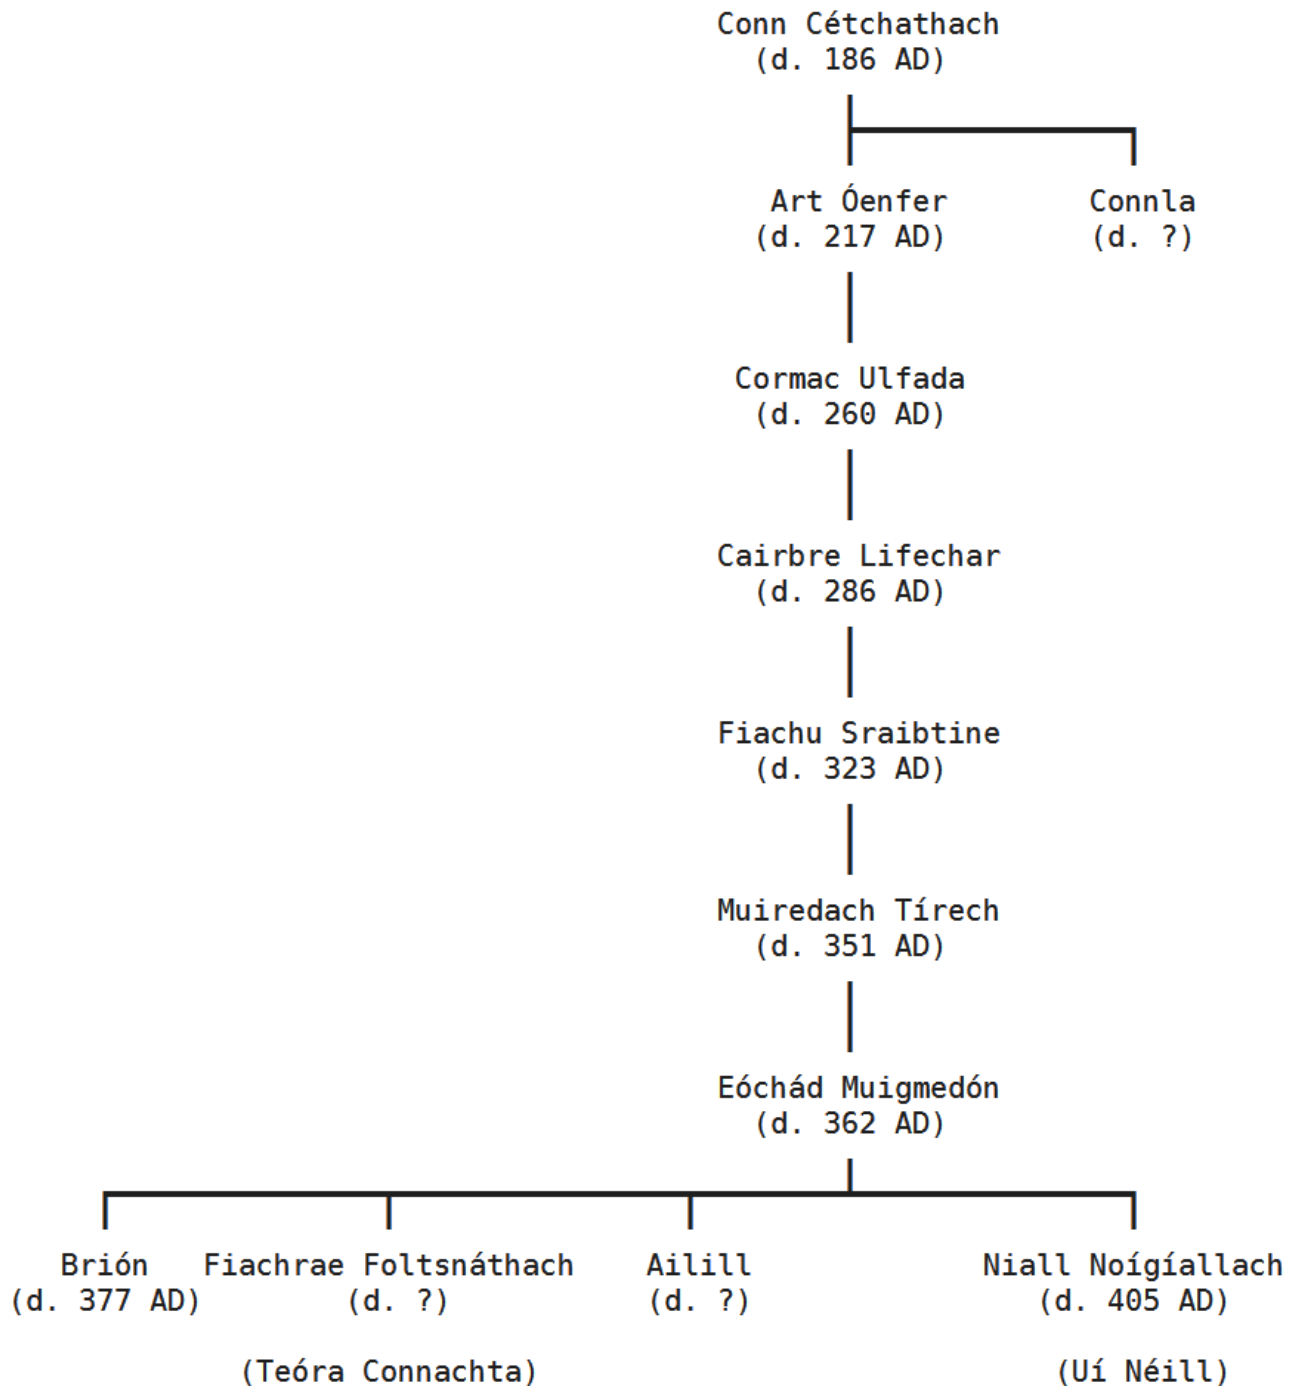 Conn Cétchathach
(d. 186 AD)
Art Óenfer Connla
(d. 217 AD) (d. ?)
Cormac Ulfada
(d. 260 AD)
Cairbre Lifechar
(d. 286 AD)
Fiachu Sraibtine
(d. 323 AD)
Muiredach Tírech
(d. 351 AD)
Eóchád Muigmedón
(d. 362 AD)
Brión Fiachrae Foltsnáthach Ailill Niall Noígíallach
(d. 377 AD) (d. ?) (d. ?) (d. 405 AD)
(Teóra Connachta) (Uí Néill)